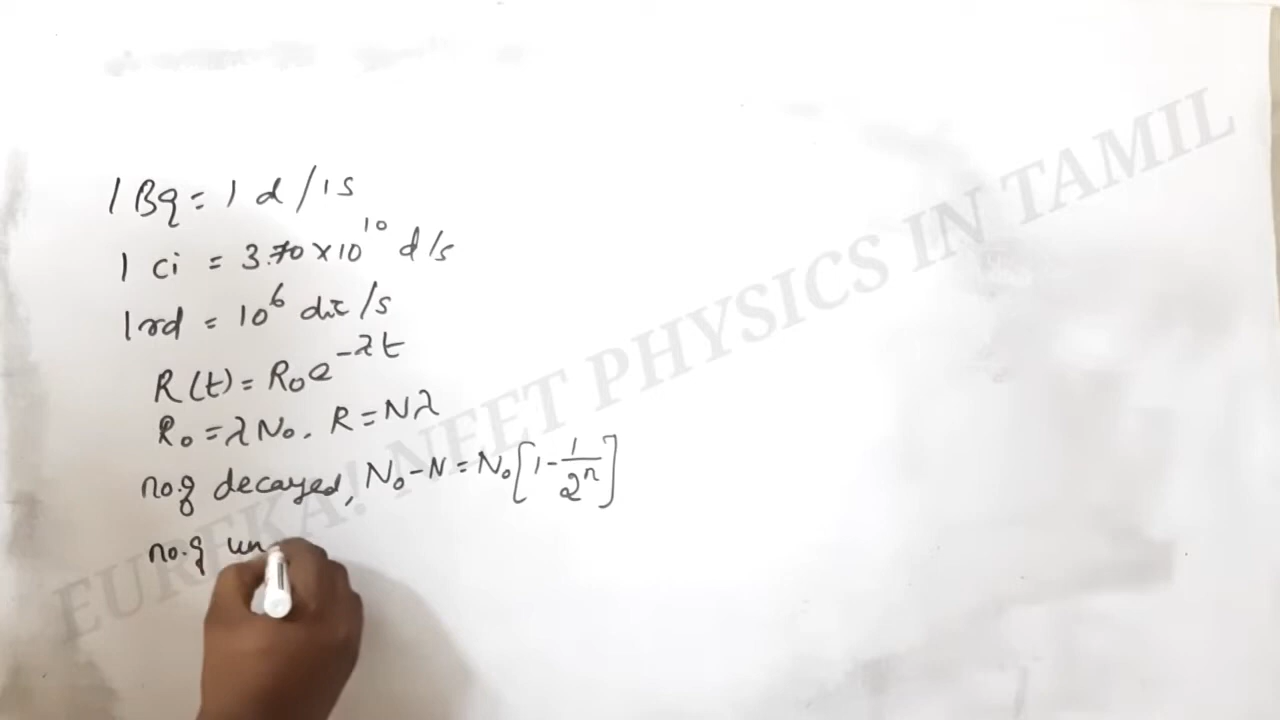 1 Bq = 1 d / 1 s
1 ci = 3.70 × 10^10 d/s
1 rd = 10^6 dit /s
R(t) = R₀e^-λt
R₀ = λN₀. R = Nλ
no.of decayed, N₀-N = N₀[1-1/2^n]
no.of un
EUREKA! NEET PHYSICS IN TAMIL